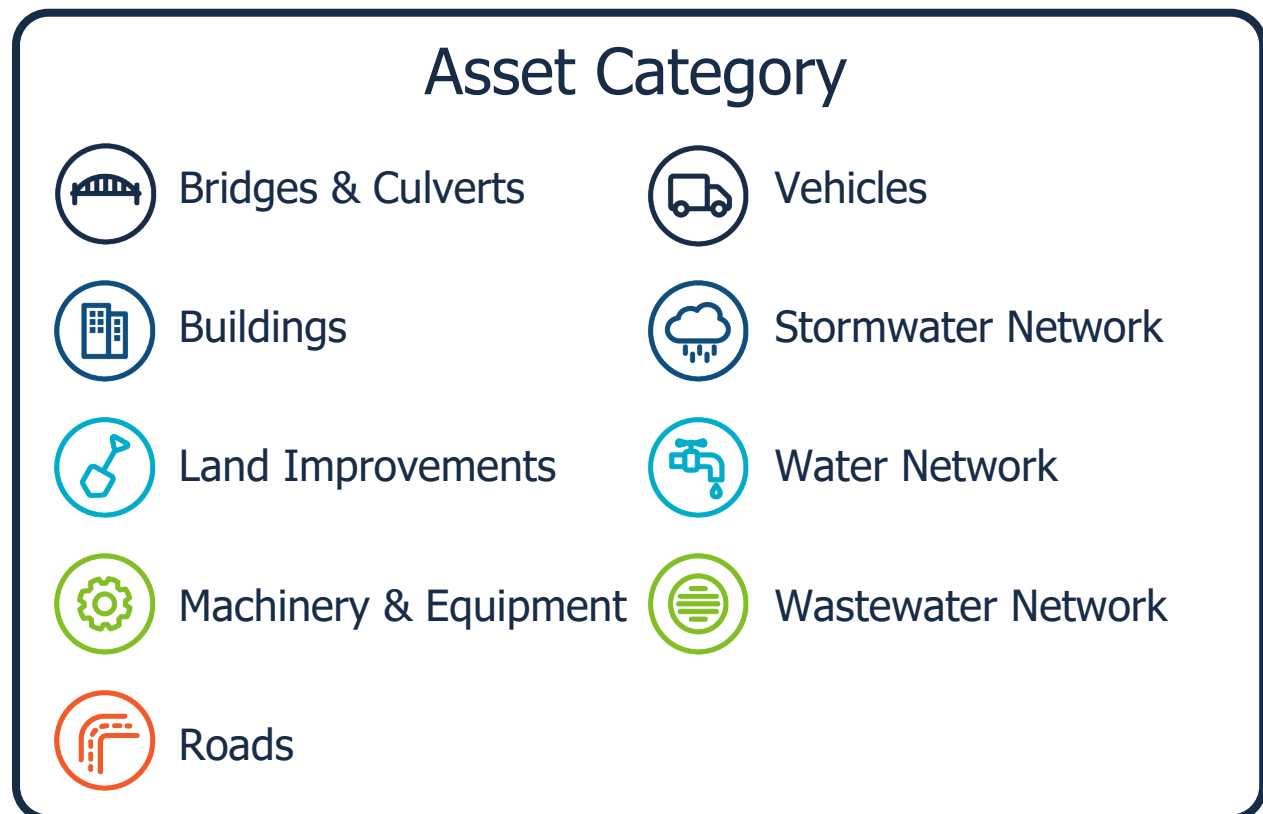 Asset Category
Bridges & Culverts
Buildings
Land Improvements
Machinery & Equipment
Roads
Vehicles
Stormwater Network
Water Network
Wastewater Network